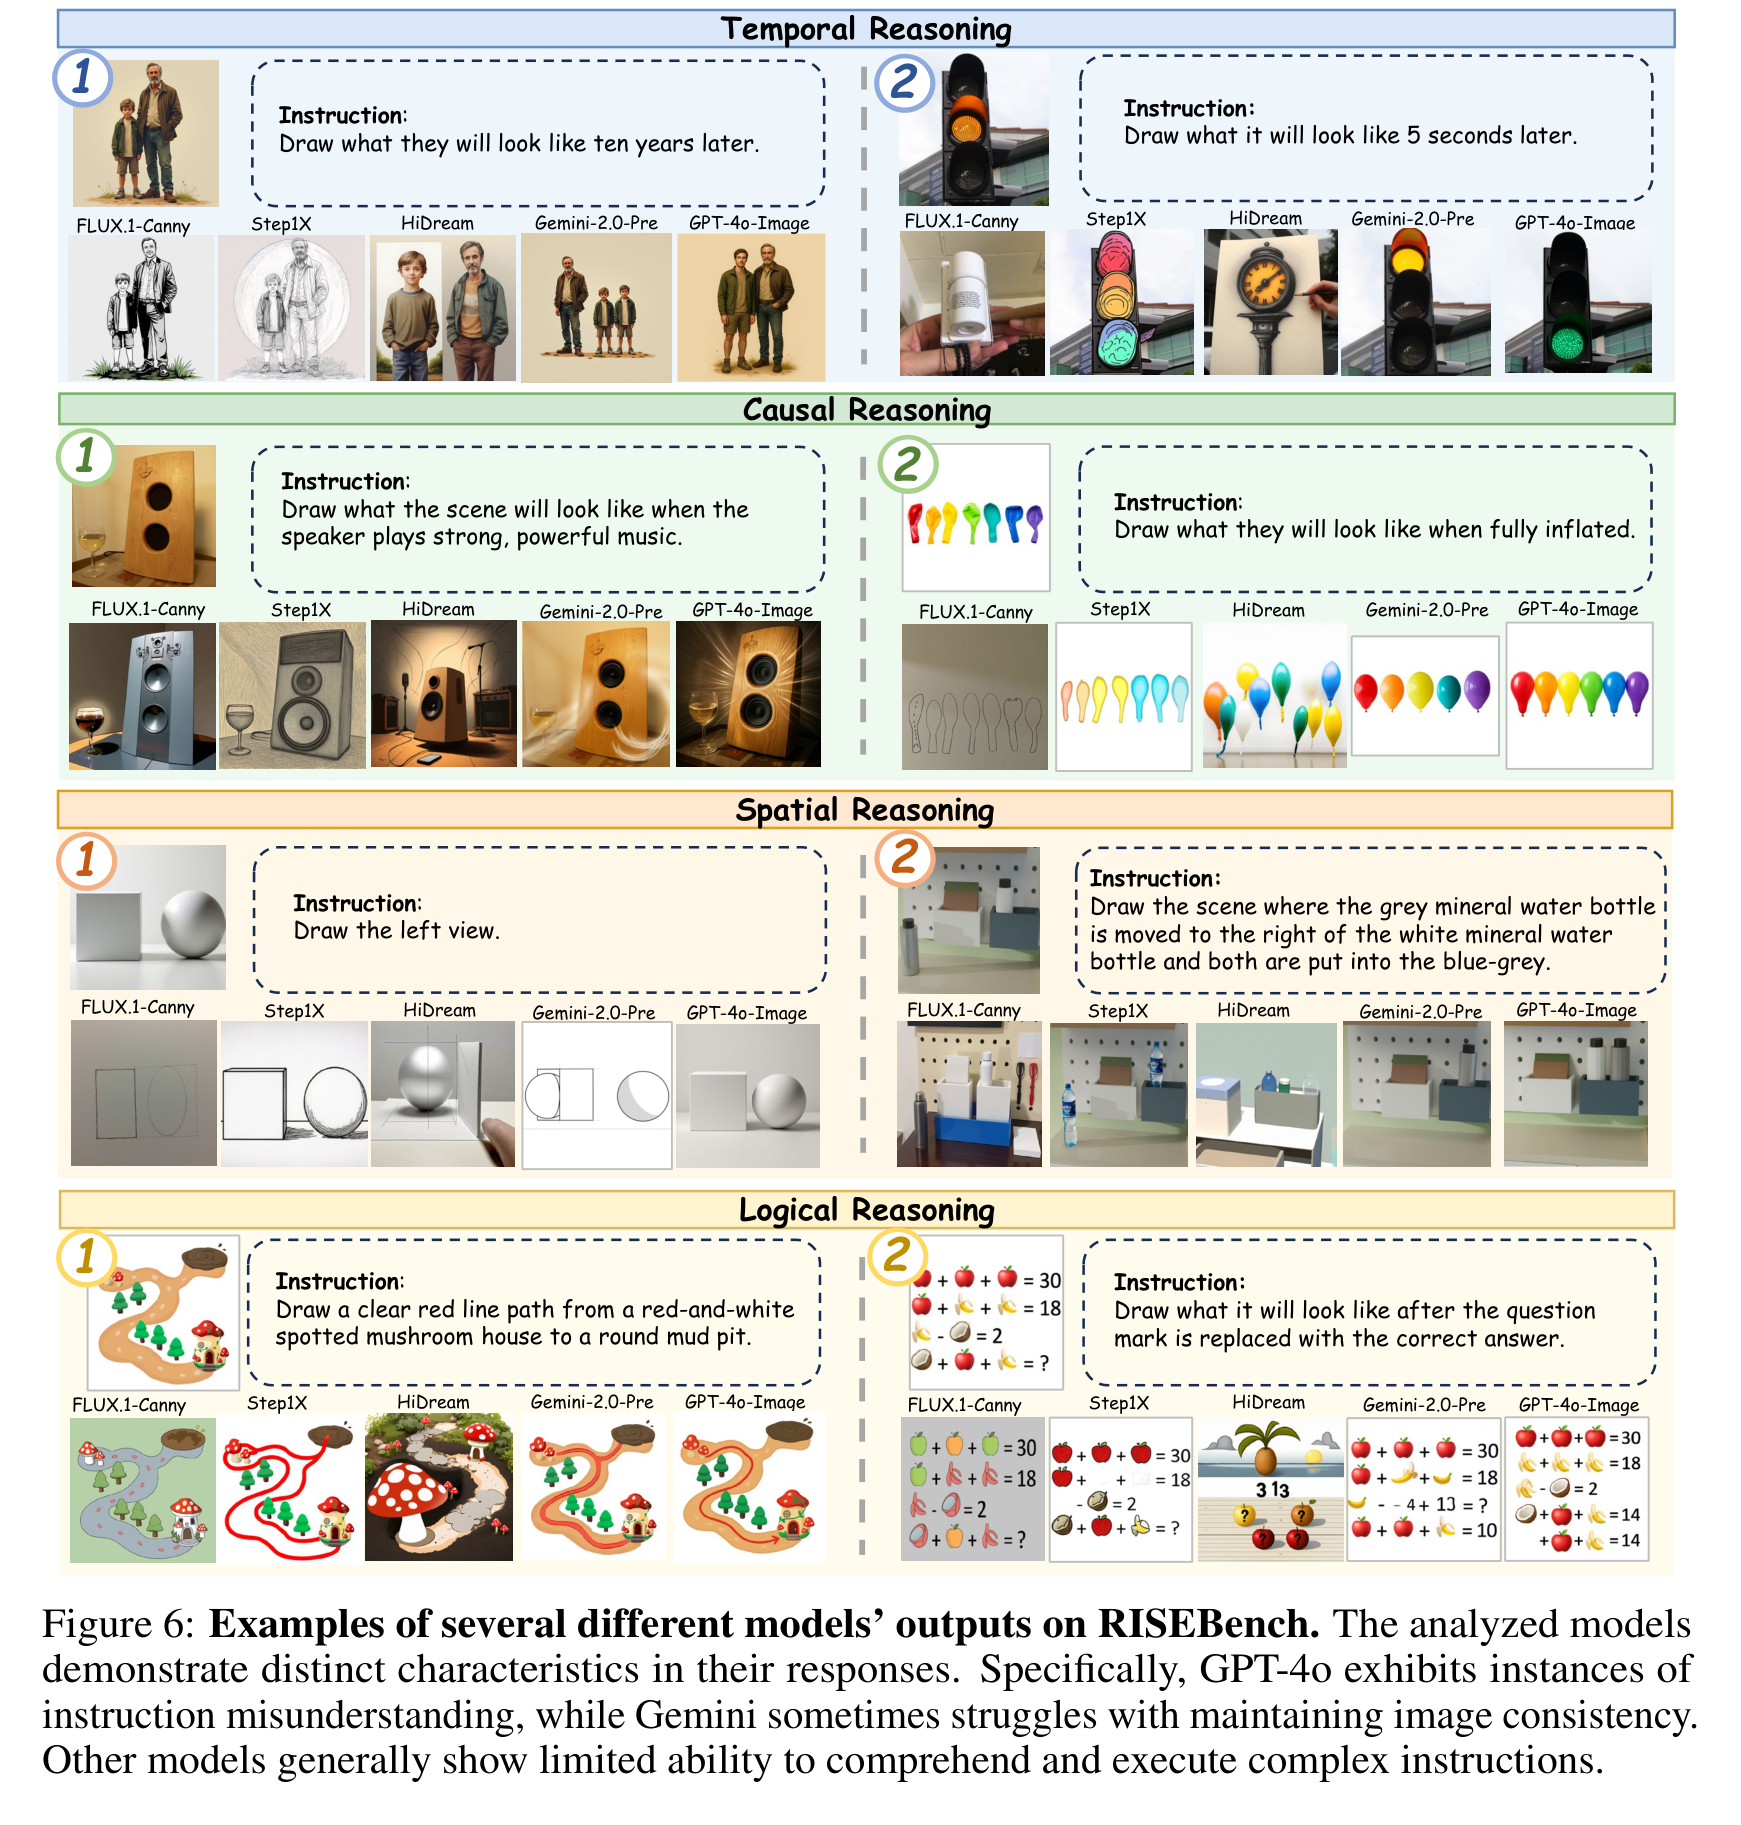 Temporal Reasoning
1
Instruction:
Draw what they will look like ten years later.
FLUX.1-Canny
Step1X
HiDream
Gemini-2.0-Pre
GPT-4o-Image
2
Instruction:
Draw what it will look like 5 seconds later.
FLUX.1-Canny
Step1X
HiDream
Gemini-2.0-Pre
GPT-4o-Image
Causal Reasoning
1
Instruction:
Draw what the scene will look like when the
speaker plays strong, powerful music.
FLUX.1-Canny
Step1X
HiDream
Gemini-2.0-Pre
GPT-4o-Image
2
Instruction:
Draw what they will look like when fully inflated.
FLUX.1-Canny
Step1X
HiDream
Gemini-2.0-Pre
GPT-4o-Image
Spatial Reasoning
1
Instruction:
Draw the left view.
FLUX.1-Canny
Step1X
HiDream
Gemini-2.0-Pre
GPT-4o-Image
2
Instruction:
Draw the scene where the grey mineral water bottle
is moved to the right of the white mineral water
bottle and both are put into the blue-grey.
FLUX.1-Canny
Step1X
HiDream
Gemini-2.0-Pre
GPT-4o-Image
Logical Reasoning
1
Instruction:
Draw a clear red line path from a red-and-white
spotted mushroom house to a round mud pit.
FLUX.1-Canny
Step1X
HiDream
Gemini-2.0-Pre
GPT-4o-Image
2
+ + = 30
+ + = 18
- = 2
+ + = ?
Instruction:
Draw what it will look like after the question
mark is replaced with the correct answer.
FLUX.1-Canny
+ + = 30
+ + = 18
- = 2
+ + = ?
Step1X
+ + = 30
+ = 18
- = 2
+ + = ?
HiDream
3 13
? ?
? ?
Gemini-2.0-Pre
+ + = 30
+ + = 18
- - 4 + 13 = ?
+ + = 10
GPT-4o-Image
+ + = 30
+ + = 18
- = 2
+ + = 14
+ + = 14
Figure 6: Examples of several different models' outputs on RISEBench. The analyzed models
demonstrate distinct characteristics in their responses. Specifically, GPT-4o exhibits instances of
instruction misunderstanding, while Gemini sometimes struggles with maintaining image consistency.
Other models generally show limited ability to comprehend and execute complex instructions.